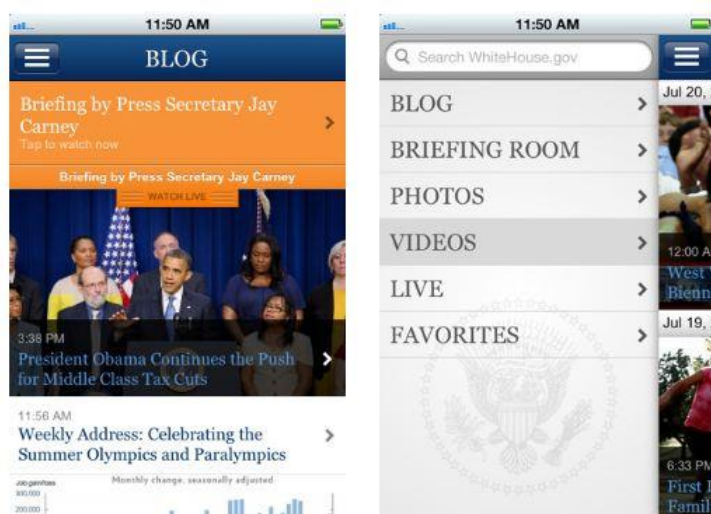 11:50 AM
BLOG
Briefing by Press Secretary Jay
Carney
Tap to watch now
Briefing by Press Secretary Jay Carney
WATCH LIVE
3:38 PM
President Obama Continues the Push
for Middle Class Tax Cuts
11:56 AM
Weekly Address: Celebrating the
Summer Olympics and Paralympics
Job gains/loss
Monthly change, seasonally adjusted
300,000
200,000
11:50 AM
Search WhiteHouse.gov
BLOG
BRIEFING ROOM
PHOTOS
VIDEOS
LIVE
FAVORITES
Jul 20,
12:00 A
West
Bienn
Jul 19,
6:33 PM
First
Famil